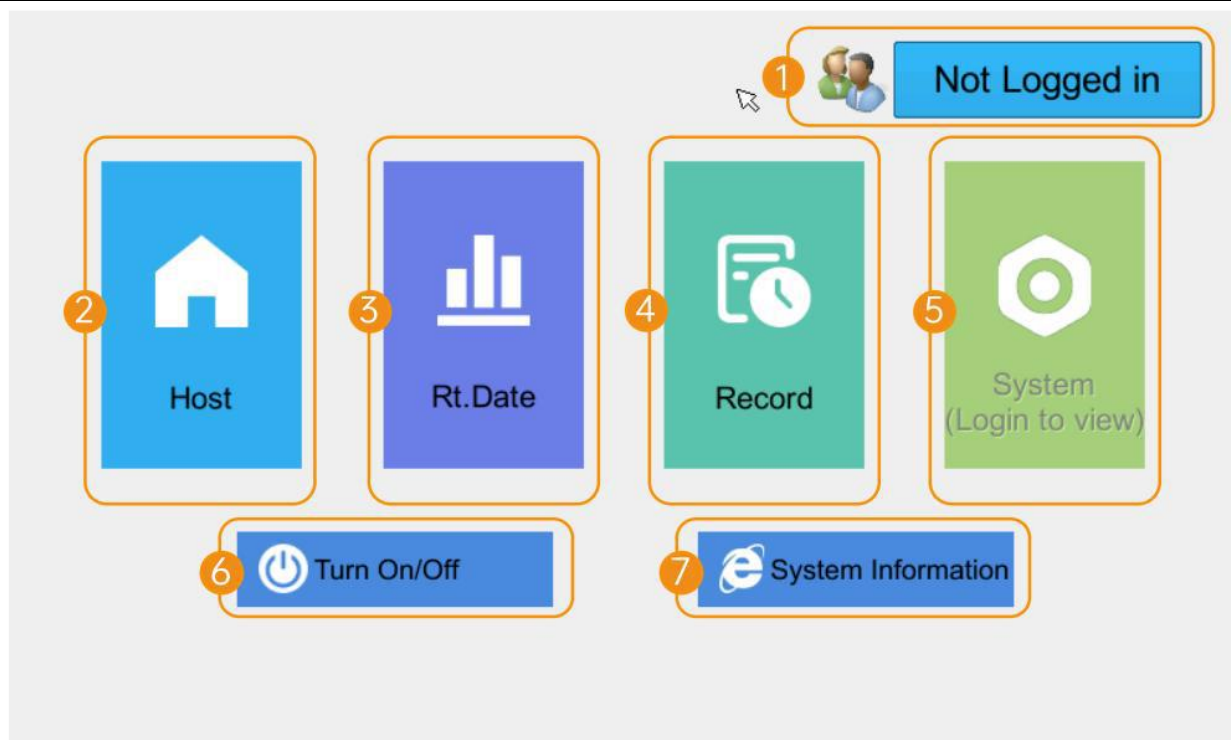 1
Not Logged in
2
Host
3
Rt.Date
4
Record
5
System
(Login to view)
6
Turn On/Off
7
System Information